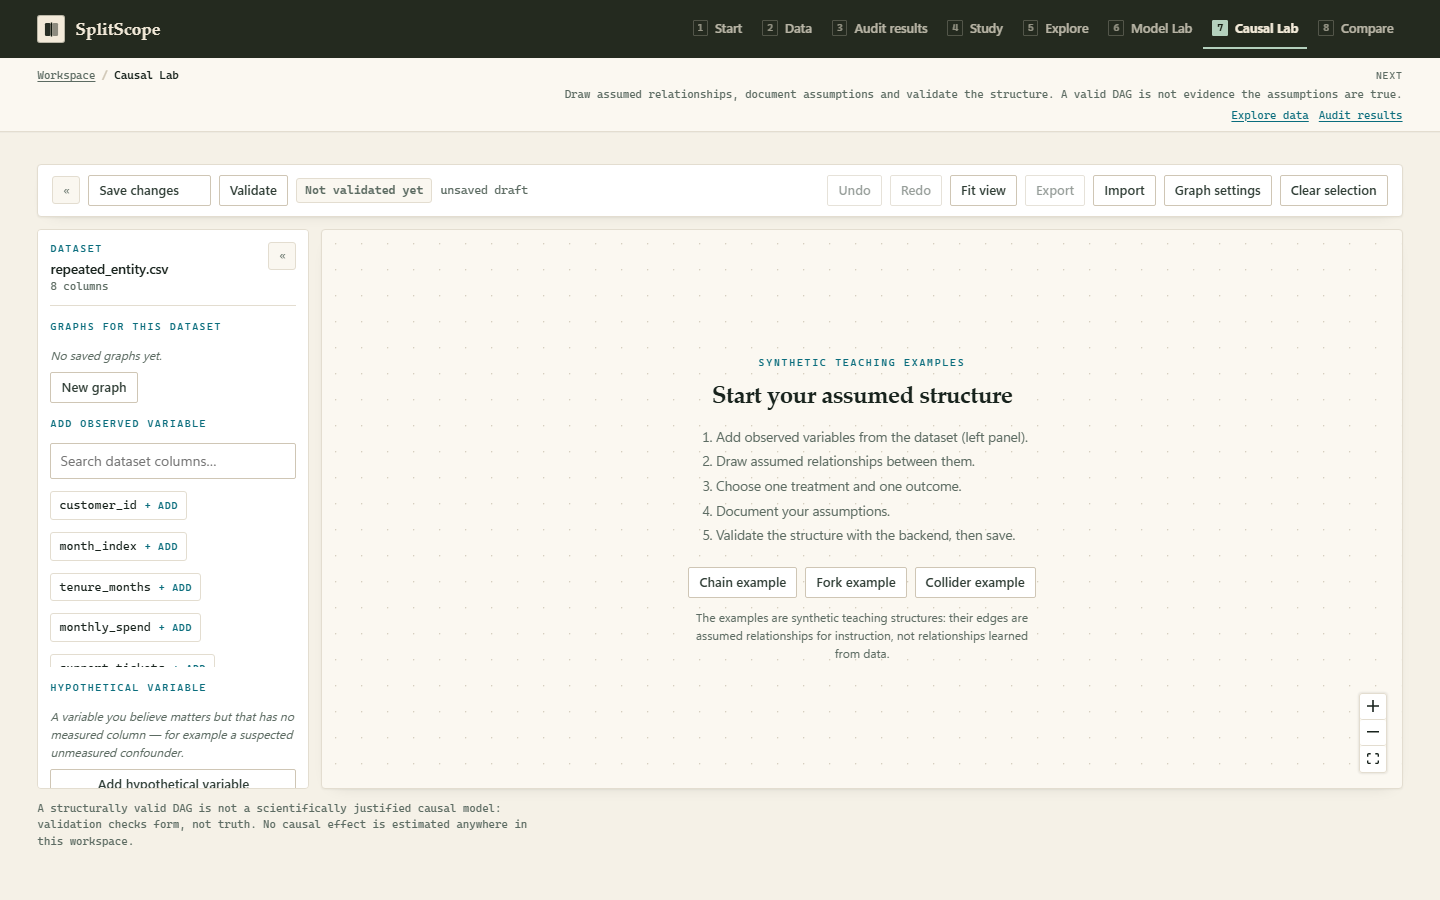 SplitScope
1 Start
2 Data
3 Audit results
4 Study
5 Explore
6 Model Lab
7 Causal Lab
8 Compare
Workspace / Causal Lab
NEXT
Draw assumed relationships, document assumptions and validate the structure. A valid DAG is not evidence the assumptions are true.
Explore data Audit results
« Save changes Validate Not validated yet unsaved draft Undo Redo Fit view Export Import Graph settings Clear selection
DATASET
«
repeated_entity.csv
8 columns
GRAPHS FOR THIS DATASET
No saved graphs yet.
New graph
ADD OBSERVED VARIABLE
Search dataset columns...
customer_id + ADD
month_index + ADD
tenure_months + ADD
monthly_spend + ADD
support_tickets + ADD
HYPOTHETICAL VARIABLE
A variable you believe matters but that has no
measured column — for example a suspected
unmeasured confounder.
Add hypothetical variable
SYNTHETIC TEACHING EXAMPLES
Start your assumed structure
1. Add observed variables from the dataset (left panel).
2. Draw assumed relationships between them.
3. Choose one treatment and one outcome.
4. Document your assumptions.
5. Validate the structure with the backend, then save.
Chain example Fork example Collider example
The examples are synthetic teaching structures: their edges are
assumed relationships for instruction, not relationships learned
from data.
A structurally valid DAG is not a scientifically justified causal model:
validation checks form, not truth. No causal effect is estimated anywhere in
this workspace.